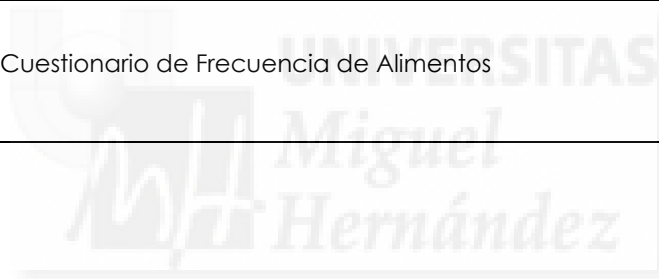 UNIVERSITAS
Cuestionario de Frecuencia de Alimentos
Miguel
Hernández